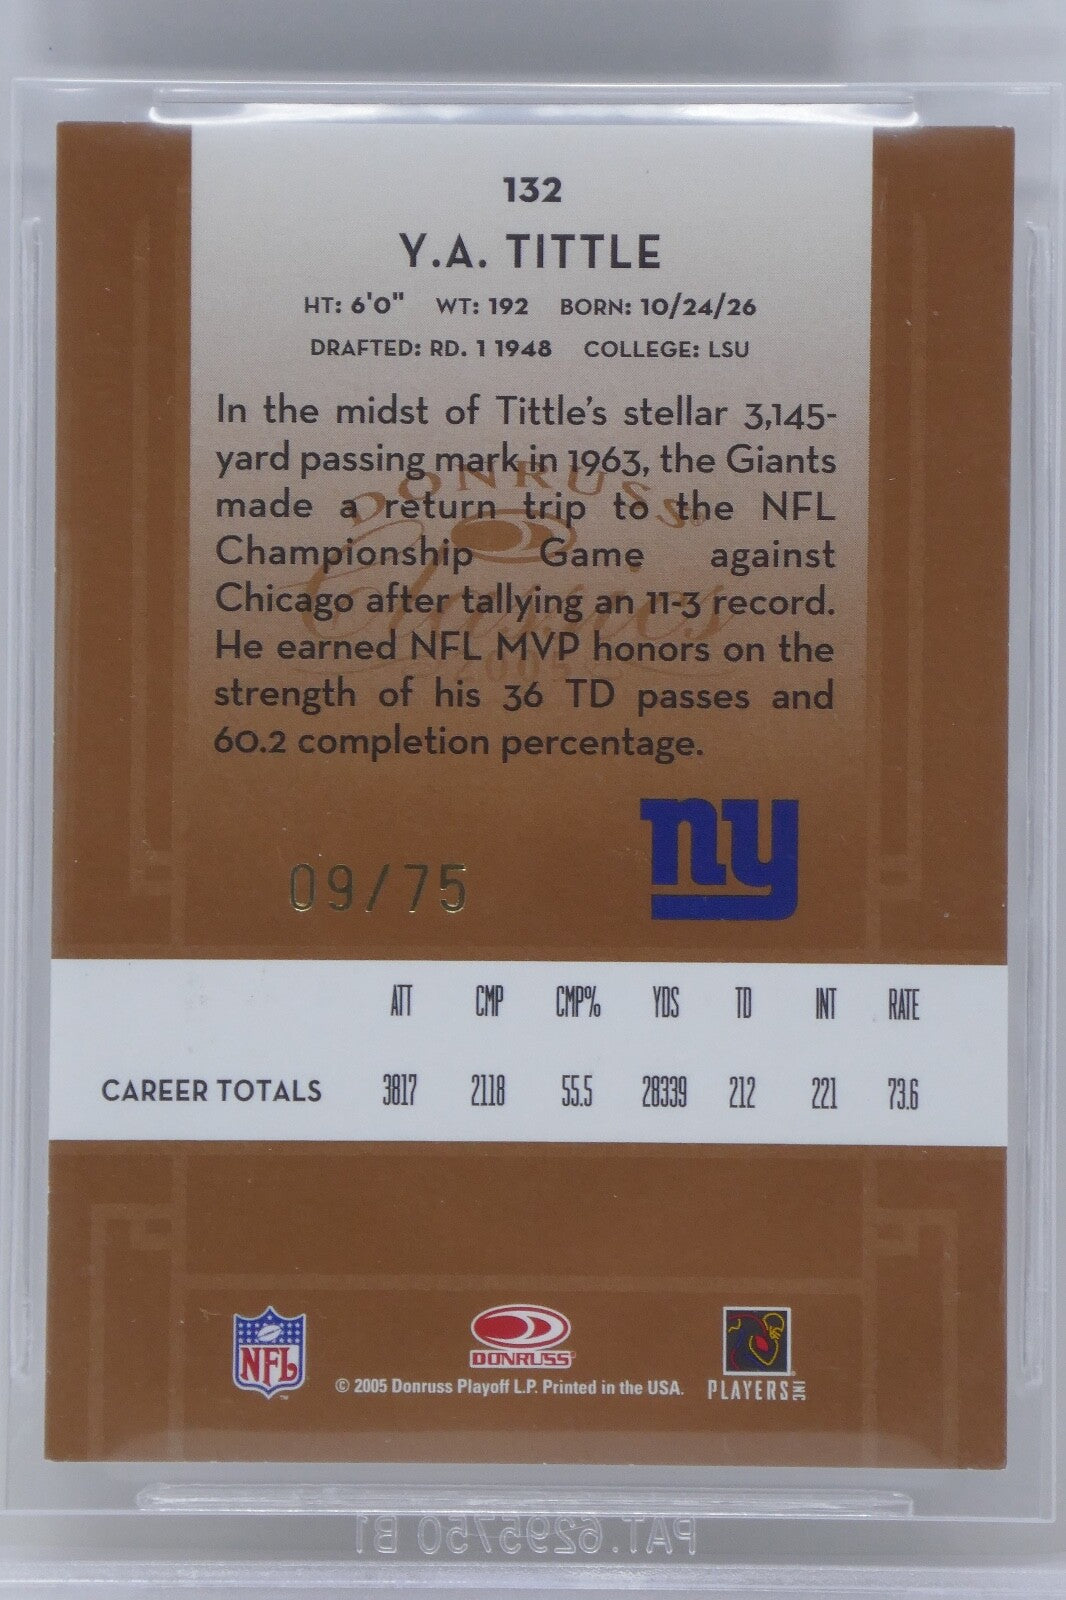 132
Y.A. TITTLE
HT: 6'0" WT: 192 BORN: 10/24/26
DRAFTED: RD. 1 1948 COLLEGE: LSU
In the midst of Tittle's stellar 3,145-
yard passing mark in 1963, the Giants
made a return trip to the NFL
Championship Game against
Chicago after tallying an 11-3 record.
He earned NFL MVP honors on the
strength of his 36 TD passes and
60.2 completion percentage.
DONRUSS
Classics
09/75
ny
ATT CMP CMP% YDS TD INT RATE
CAREER TOTALS 3817 2118 55.5 28339 212 221 73.6
NFL
DONRUSS
© 2005 Donruss Playoff L.P. Printed in the USA.
PLAYERS INC
PAT.6295750 B1